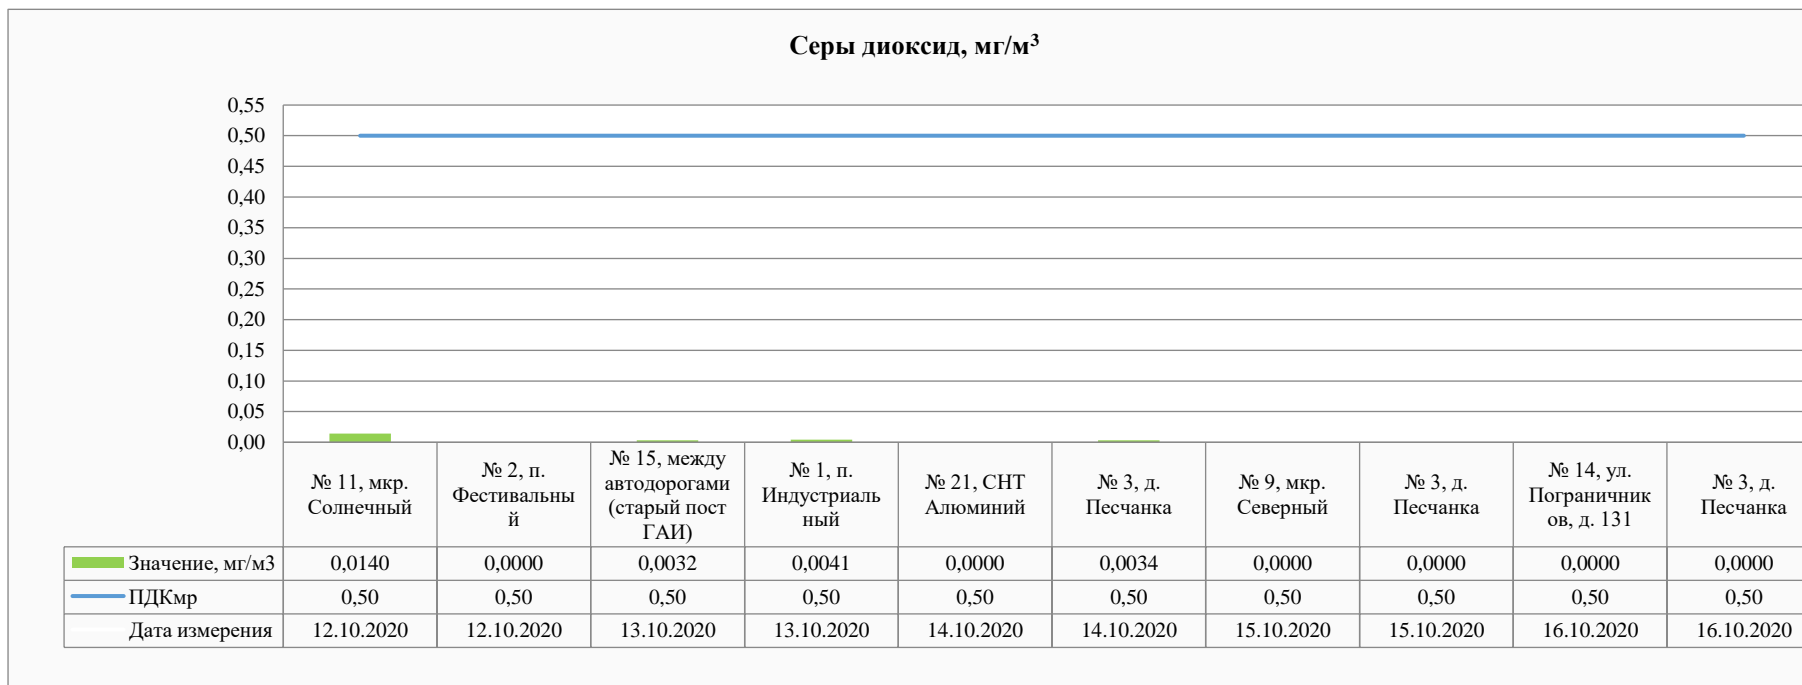 Серы диоксид, мг/м³
0,55
0,50
0,45
0,40
0,35
0,30
0,25
0,20
0,15
0,10
0,05
0,00
№ 11, мкр.
Солнечный
№ 2, п.
Фестивальны
й
№ 15, между
автодорогами
(старый пост
ГАИ)
№ 1, п.
Индустриаль
ный
№ 21, СНТ
Алюминий
№ 3, д.
Песчанка
№ 9, мкр.
Северный
№ 3, д.
Песчанка
№ 14, ул.
Пограничник
ов, д. 131
№ 3, д.
Песчанка
Значение, мг/м3 0,0140 0,0000 0,0032 0,0041 0,0000 0,0034 0,0000 0,0000 0,0000 0,0000
ПДКмр 0,50 0,50 0,50 0,50 0,50 0,50 0,50 0,50 0,50 0,50
Дата измерения 12.10.2020 12.10.2020 13.10.2020 13.10.2020 14.10.2020 14.10.2020 15.10.2020 15.10.2020 16.10.2020 16.10.2020